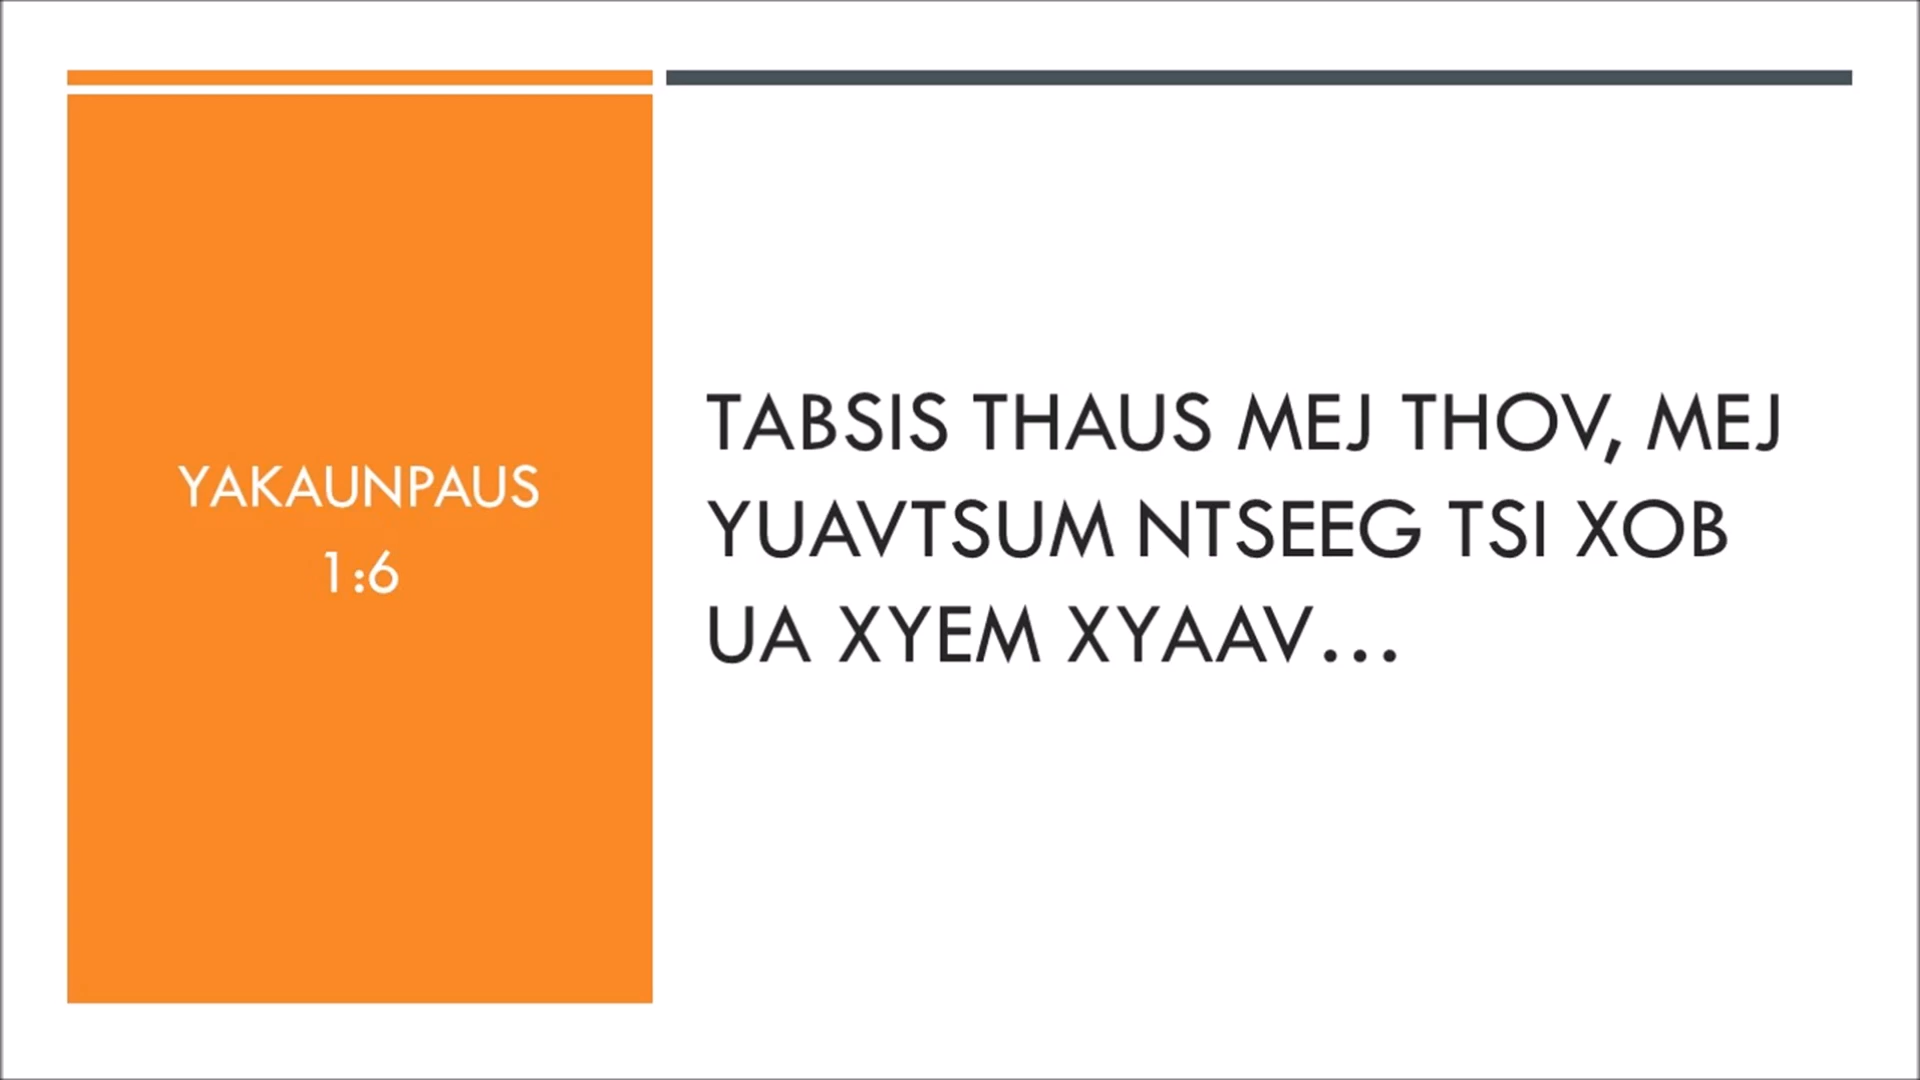 YAKAUNPAUS
1:6
TABSIS THAUS MEJ THOV, MEJ
YUAVTSUM NTSEEG TSI XOB
UA XYEM XYAAV...